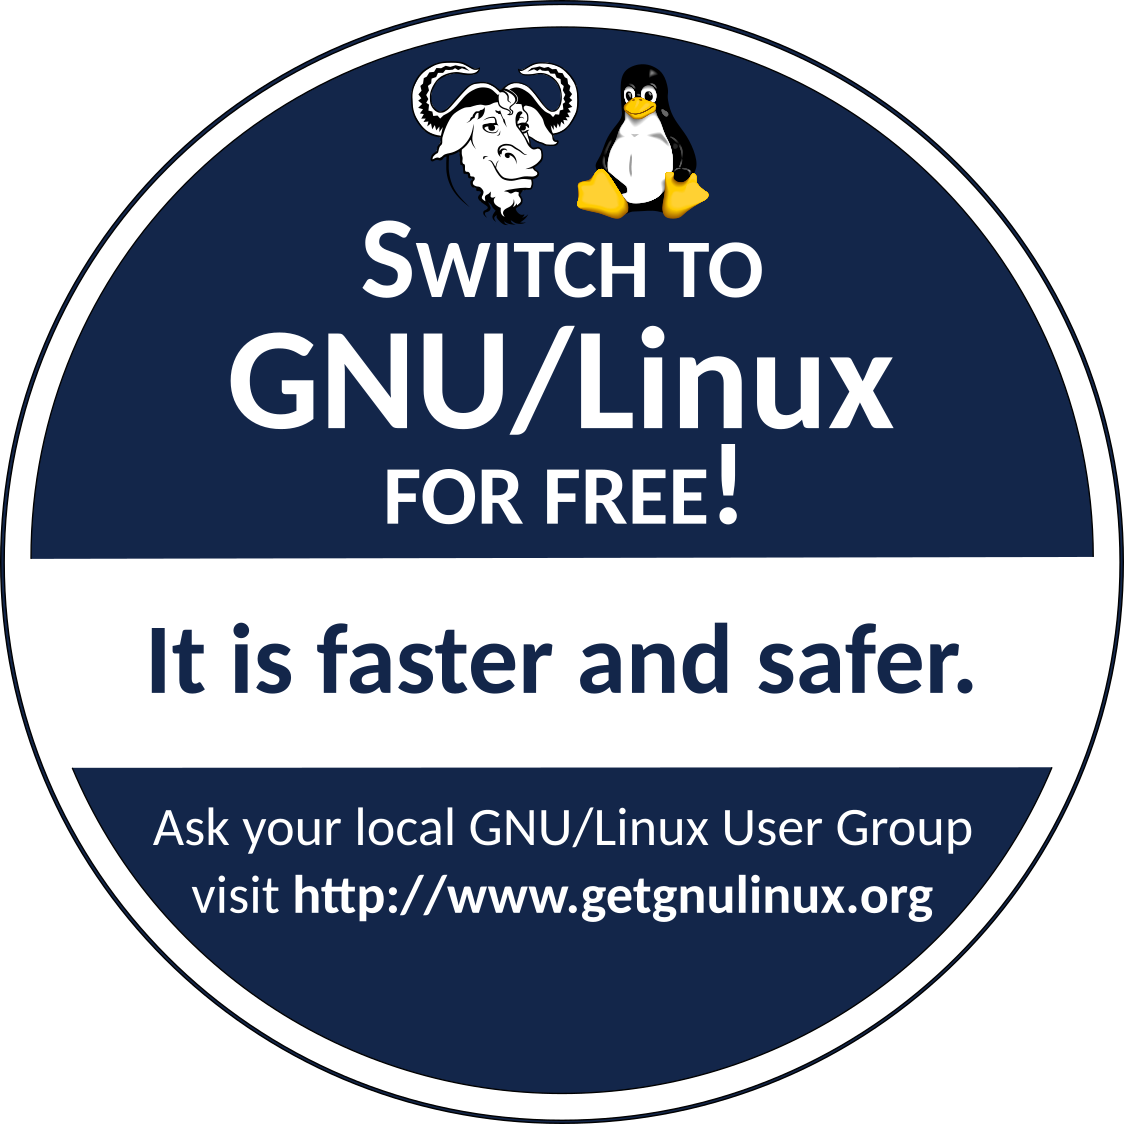 Switch to
GNU/Linux
for free!
It is faster and safer.
Ask your local GNU/Linux User Group
visit http://www.getgnulinux.org